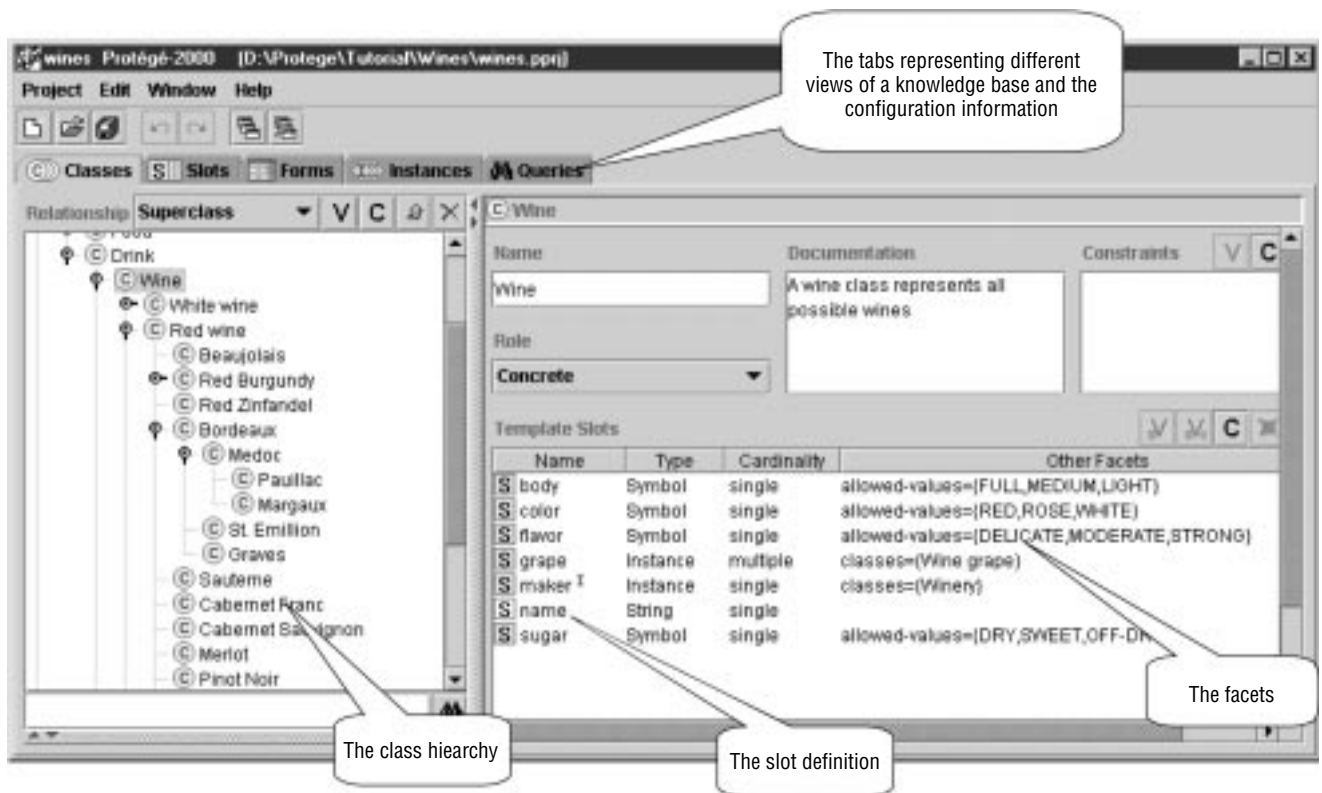 wines Protégé-2000 [D:\Protege\Tutorial\Wines\wines.pprj]
The tabs representing different
views of a knowledge base and the
configuration information
Project Edit Window Help
C Classes S Slots Forms Instances Queries
Relationship Superclass V C
Food
C Drink
C Wine
C White wine
C Red wine
C Beaujolais
C Red Burgundy
C Red Zinfandel
C Bordeaux
C Medoc
C Pauillac
C Margaux
C St. Emillion
C Graves
C Sauterne
C Cabernet Franc
C Cabernet Sauvignon
C Merlot
C Pinot Noir
The class hiearchy
C Wine
Name Documentation Constraints V C
Wine
A wine class represents all
possible wines
Role
Concrete
Template Slots V V C
Name Type Cardinality Other Facets
S body Symbol single allowed-values={FULL,MEDIUM,LIGHT}
S color Symbol single allowed-values={RED,ROSE,WHITE}
S flavor Symbol single allowed-values={DELICATE,MODERATE,STRONG}
S grape Instance multiple classes={Wine grape}
S maker I Instance single classes={Winery}
S name String single
S sugar Symbol single allowed-values={DRY,SWEET,OFF-DR
The facets
The slot definition